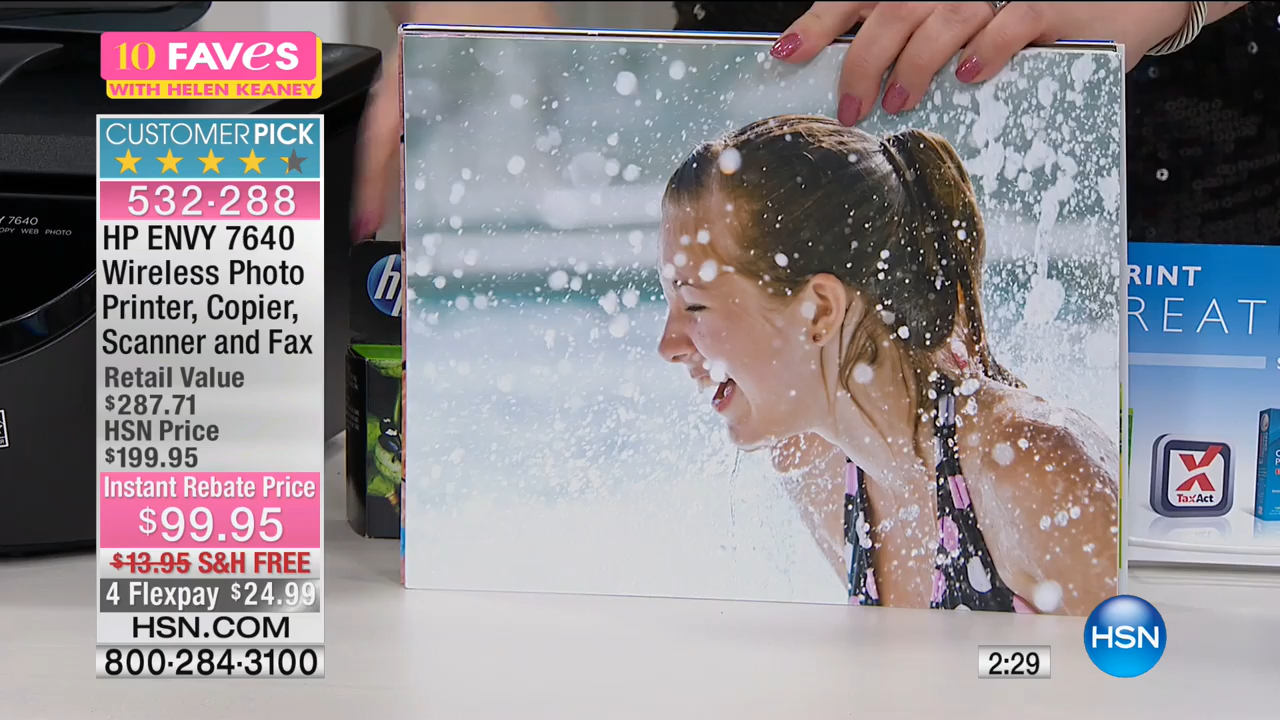 10 FAVES
WITH HELEN KEANEY
CUSTOMER PICK
532-288
HP ENVY 7640
Wireless Photo
Printer, Copier,
Scanner and Fax
Retail Value
$287.71
HSN Price
$199.95
Instant Rebate Price
$99.95
$13.95 S&H FREE
4 Flexpay $24.99
HSN.COM
800·284·3100
7640
WEB PHOTO
hp
RINT
REAT
TaxAct
HSN
2:29